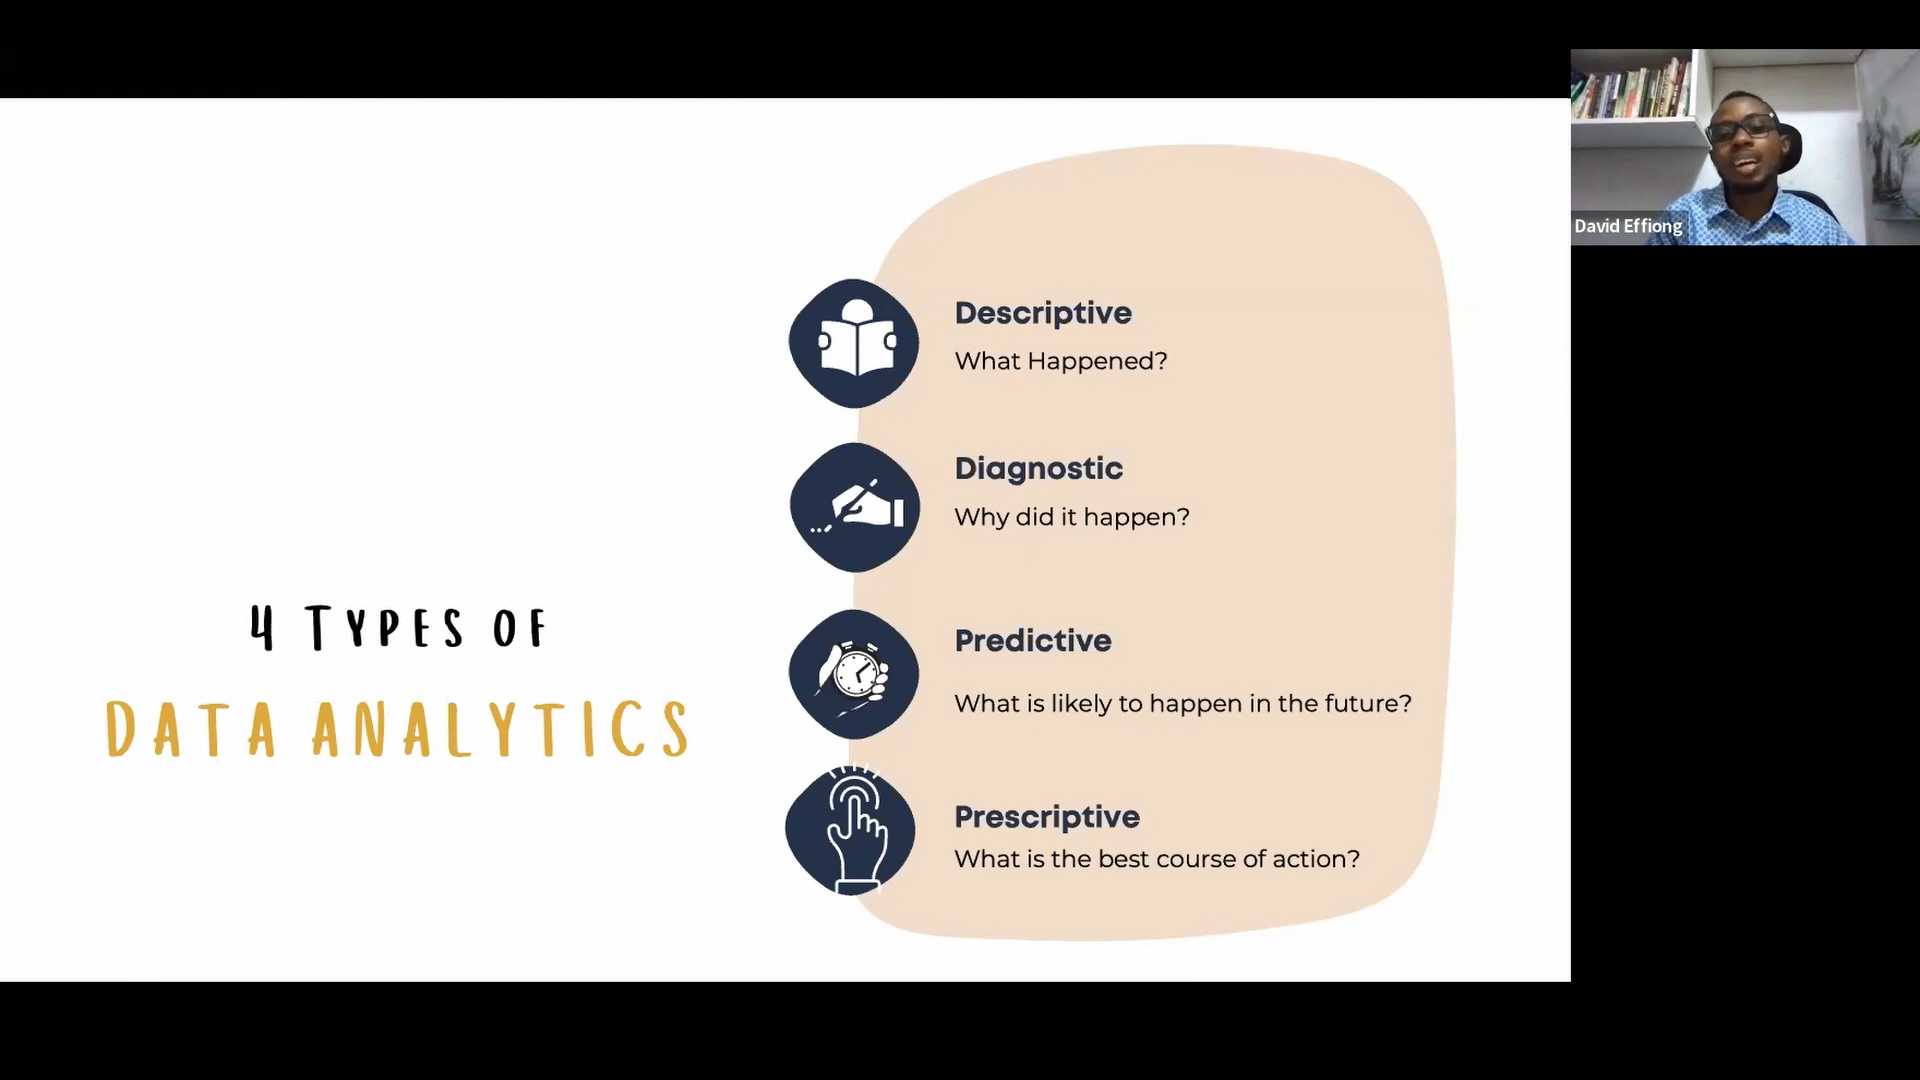 4 TYPES OF
DATA ANALYTICS
Descriptive
What Happened?
Diagnostic
Why did it happen?
Predictive
What is likely to happen in the future?
Prescriptive
What is the best course of action?
David Effiong